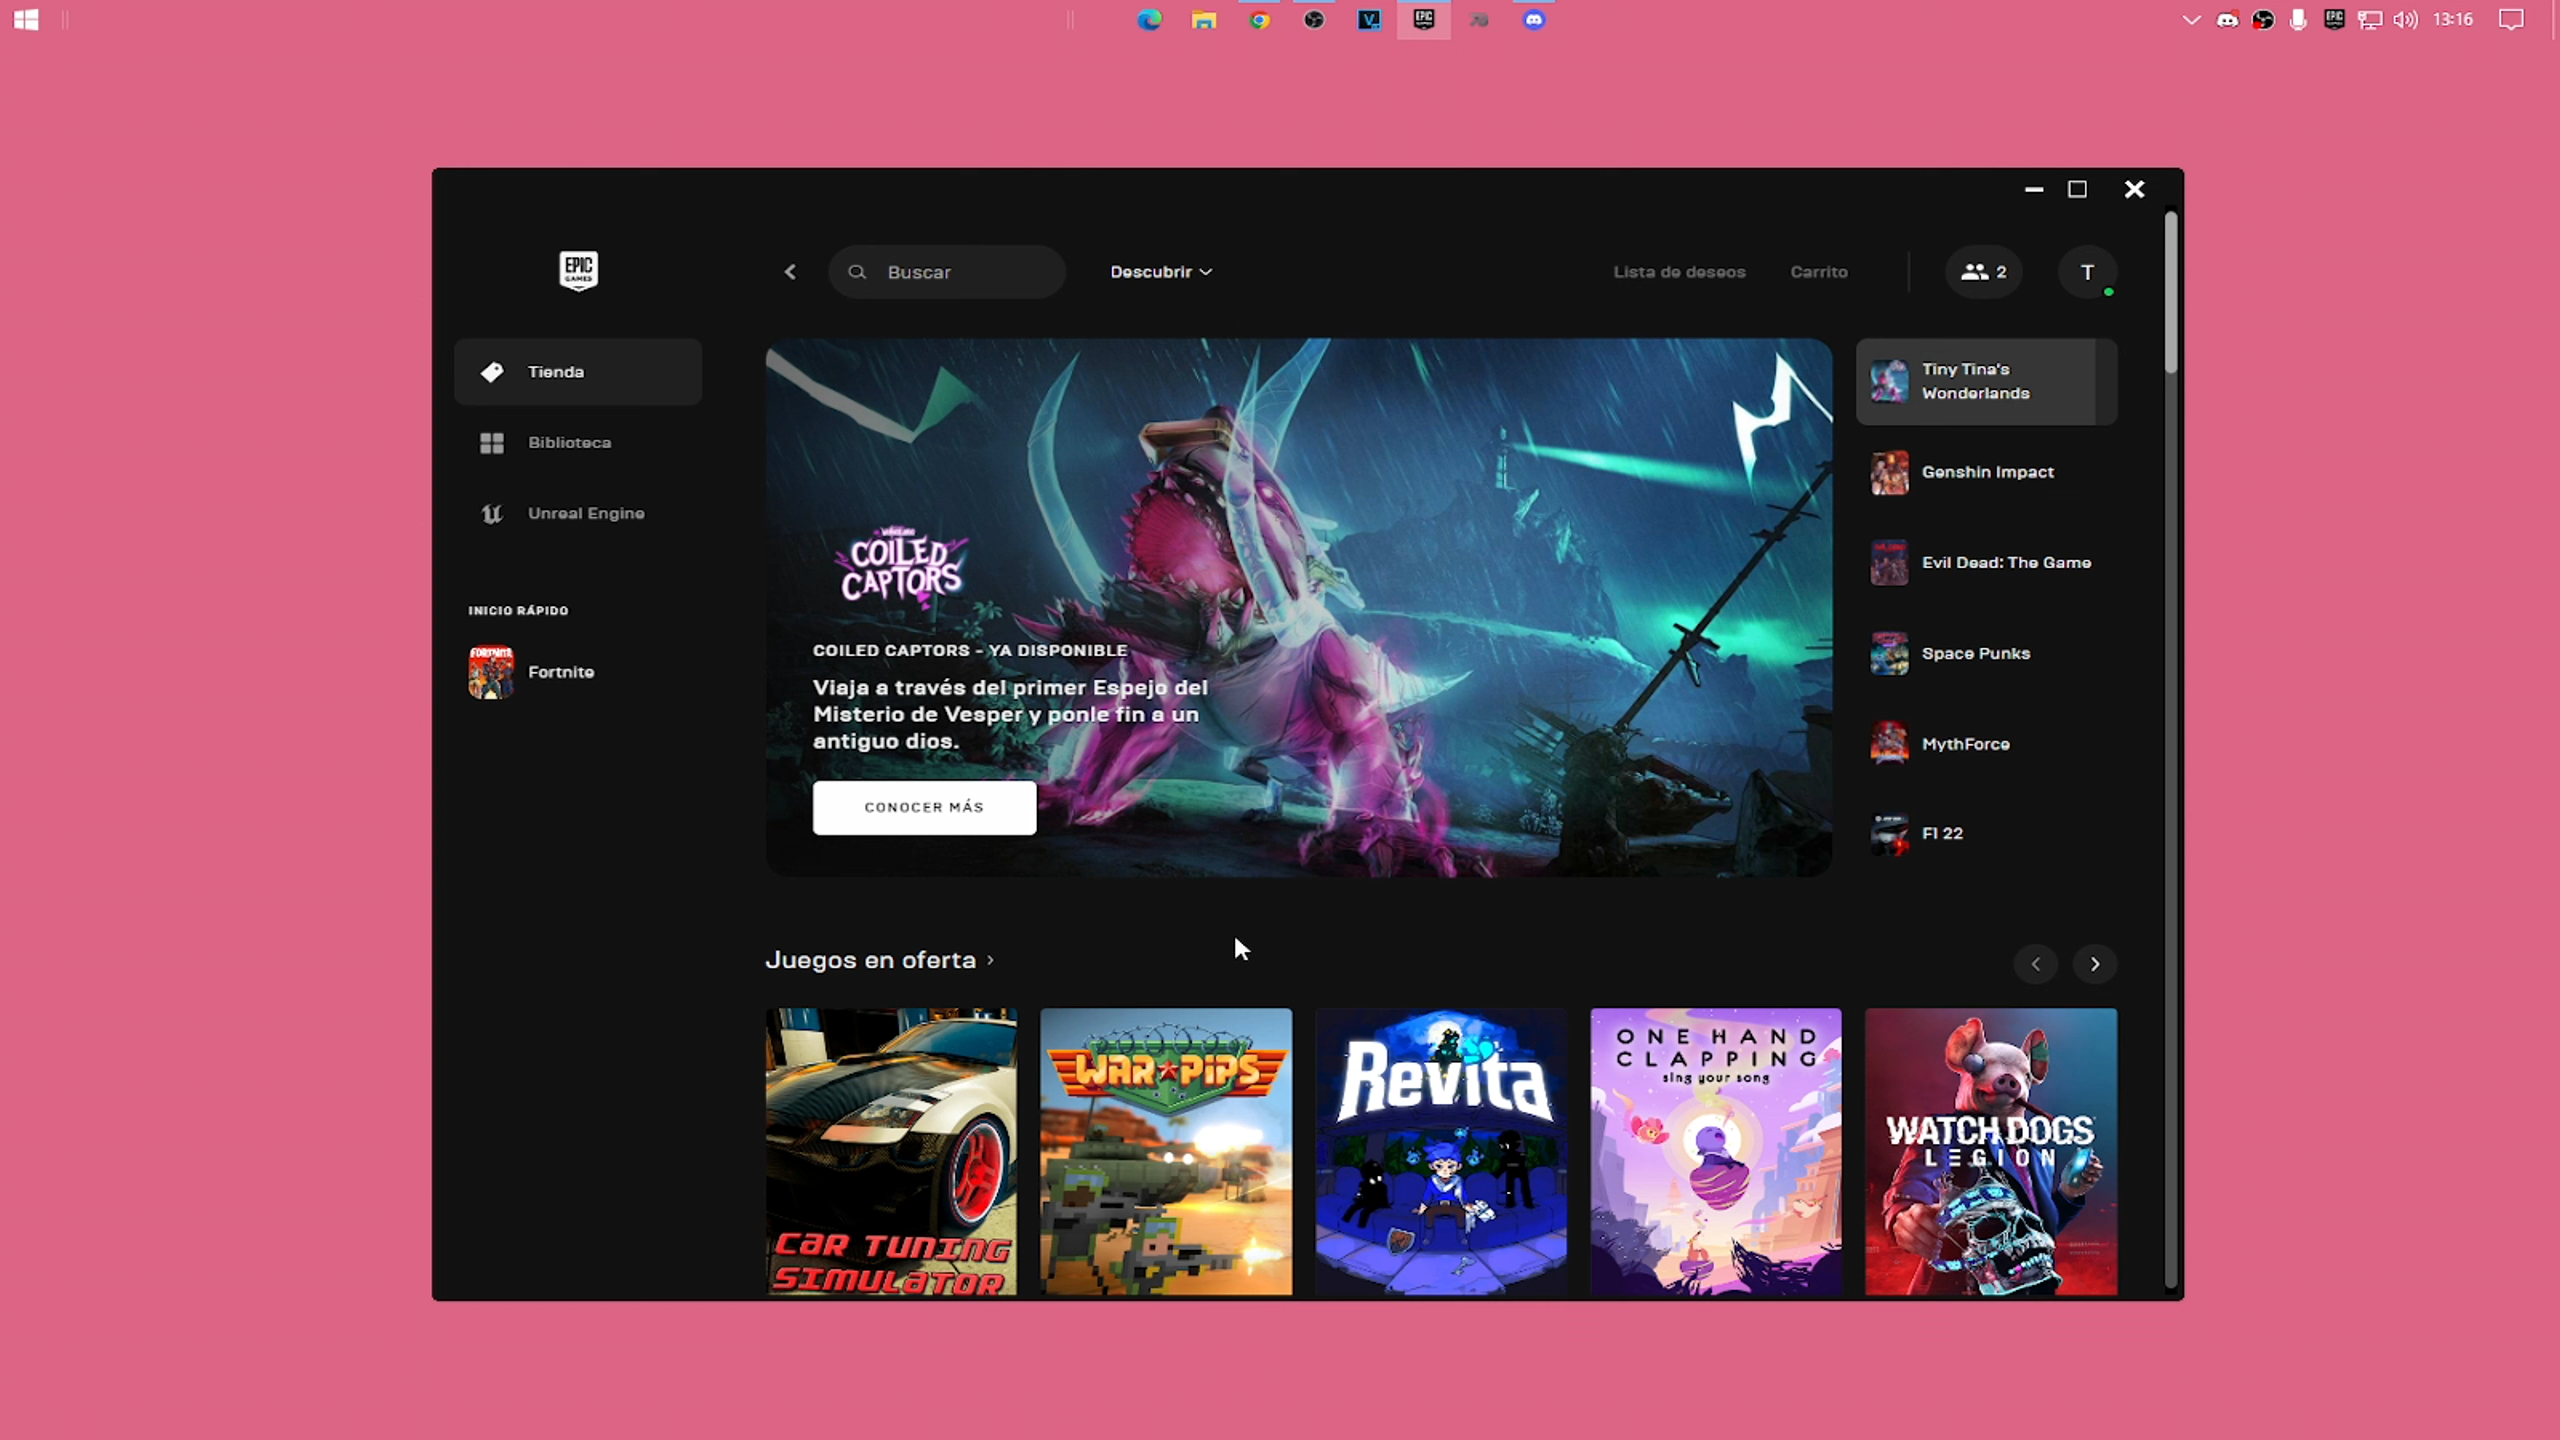 13:16
EPIC
GAMES
Buscar
Descubrir
Lista de deseos
Carrito
2
T
Tienda
Biblioteca
Unreal Engine
INICIO RÁPIDO
FORTNITE
Fortnite
COILED
CAPTORS
COILED CAPTORS - YA DISPONIBLE
Viaja a través del primer Espejo del
Misterio de Vesper y ponle fin a un
antiguo dios.
CONOCER MÁS
Tiny Tina's
Wonderlands
Genshin Impact
Evil Dead: The Game
Space Punks
MythForce
F1 22
Juegos en oferta
CAR TUNING
SIMULATOR
WAR PIPS
Revita
ONE HAND
CLAPPING
sing your song
WATCH DOGS
LEGION